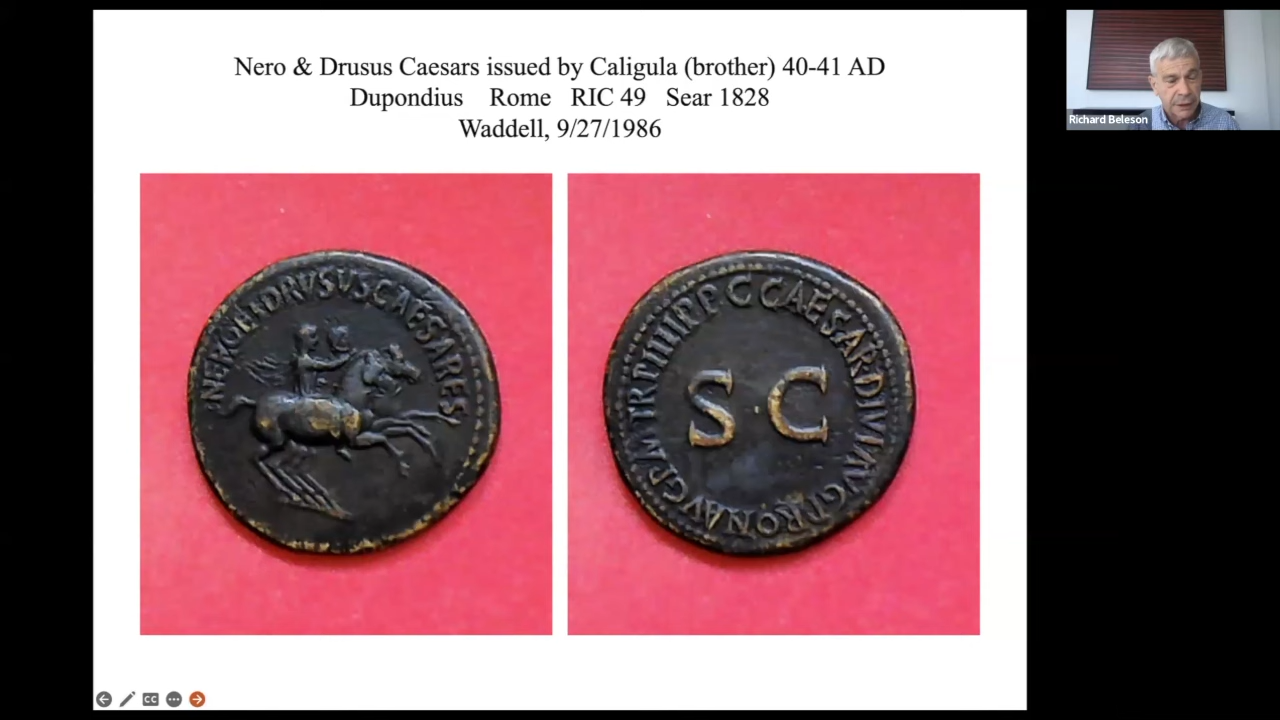 Nero & Drusus Caesars issued by Caligula (brother) 40-41 AD
Dupondius Rome RIC 49 Sear 1828
Waddell, 9/27/1986
Richard Beleson
NERO ET DRVSVS CAESARES
C CAESAR DIVI AVG PRON AVG P M TR P IIII P P
S C
CC